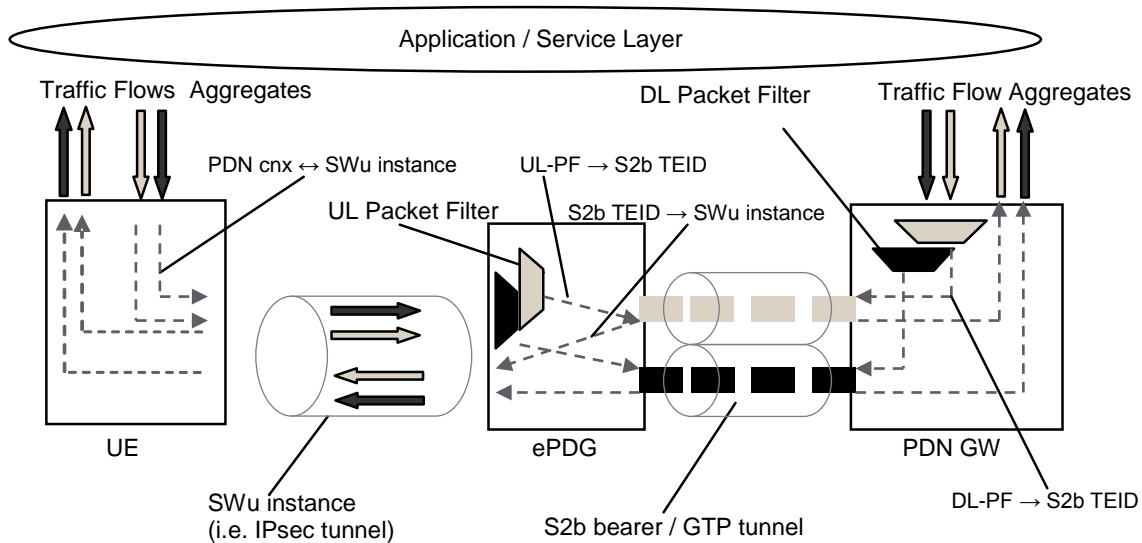 Application / Service Layer
Traffic Flows Aggregates
DL Packet Filter
Traffic Flow Aggregates
PDN cnx ↔ SWu instance
UL-PF → S2b TEID
UL Packet Filter
S2b TEID → SWu instance
UE
ePDG
PDN GW
SWu instance
(i.e. IPsec tunnel)
S2b bearer / GTP tunnel
DL-PF → S2b TEID